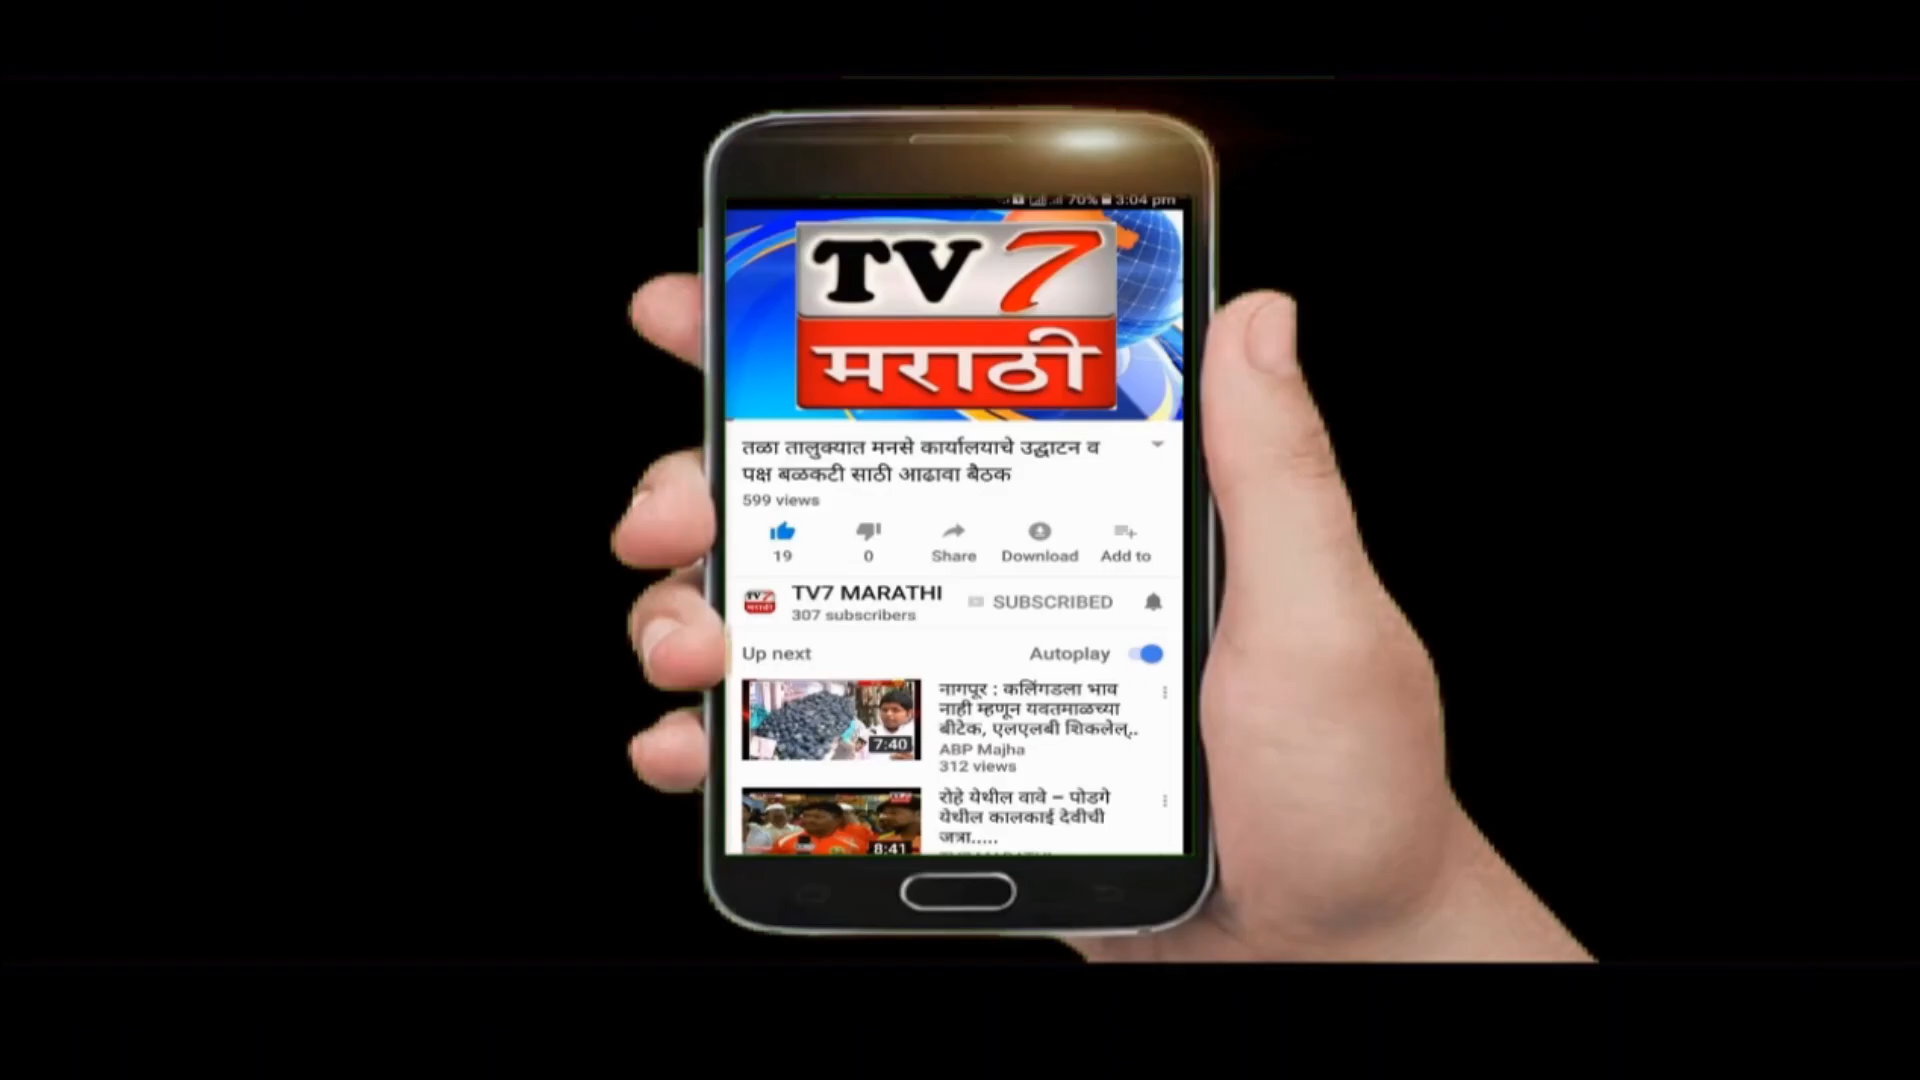 70% 3:04 pm
TV 7
मराठी
तळा तालुक्यात मनसे कार्यालयाचे उद्घाटन व
पक्ष बळकटी साठी आढावा बैठक
599 views
19
0
Share
Download
Add to
TV7 MARATHI
307 subscribers
SUBSCRIBED
Up next
Autoplay
7:40
नागपूर : कलिंगडला भाव
नाही म्हणून यवतमाळच्या
बीटेक, एलएलबी शिकलेल्..
ABP Majha
312 views
8:41
रोहे येथील वावे – पोडगे
येथील कालकाई देवीची
जत्रा.....